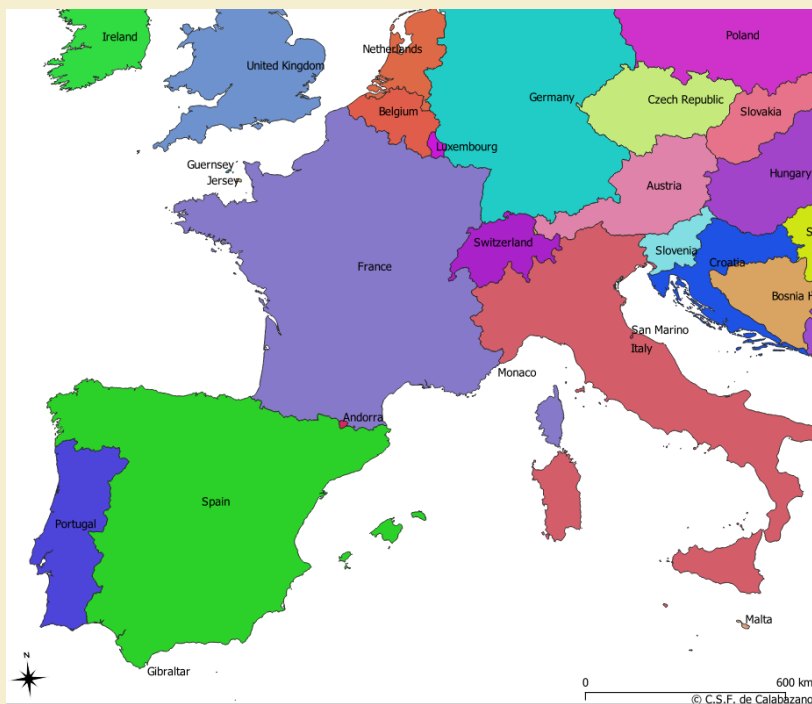 Ireland
United Kingdom
Netherlands
Poland
Germany
Belgium
Czech Republic
Slovakia
Luxembourg
Guernsey
Jersey
Hungary
Austria
S
Switzerland
Slovenia
Croatia
France
Bosnia H
San Marino
Italy
Monaco
Andorra
Spain
Portugal
Malta
Gibraltar
N
0 600 km
© C.S.F. de Calabazano